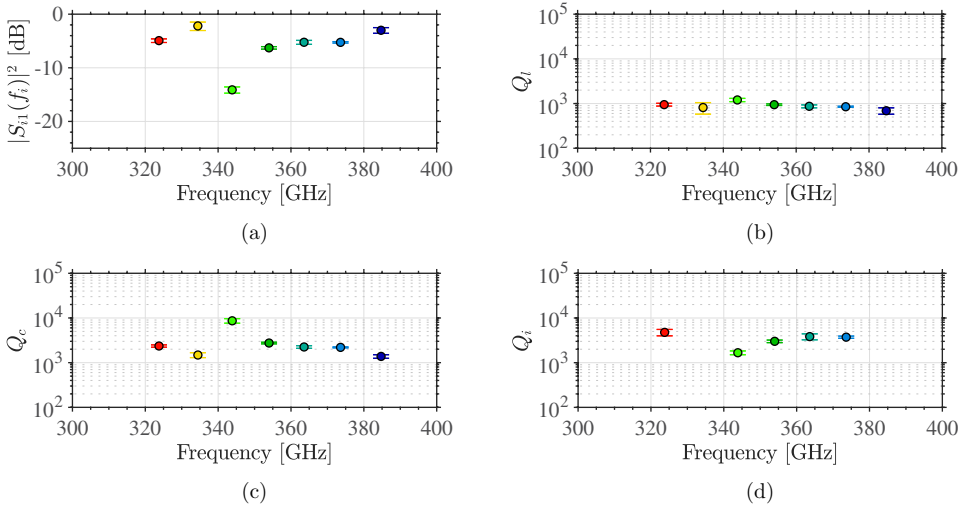 |S_{i1}(f_i)|^2 [dB]
0
-10
-20
300 320 340 360 380 400
Frequency [GHz]
(a)
Q_l
10^5
10^4
10^3
10^2
300 320 340 360 380 400
Frequency [GHz]
(b)
Q_c
10^5
10^4
10^3
10^2
300 320 340 360 380 400
Frequency [GHz]
(c)
Q_i
10^5
10^4
10^3
10^2
300 320 340 360 380 400
Frequency [GHz]
(d)